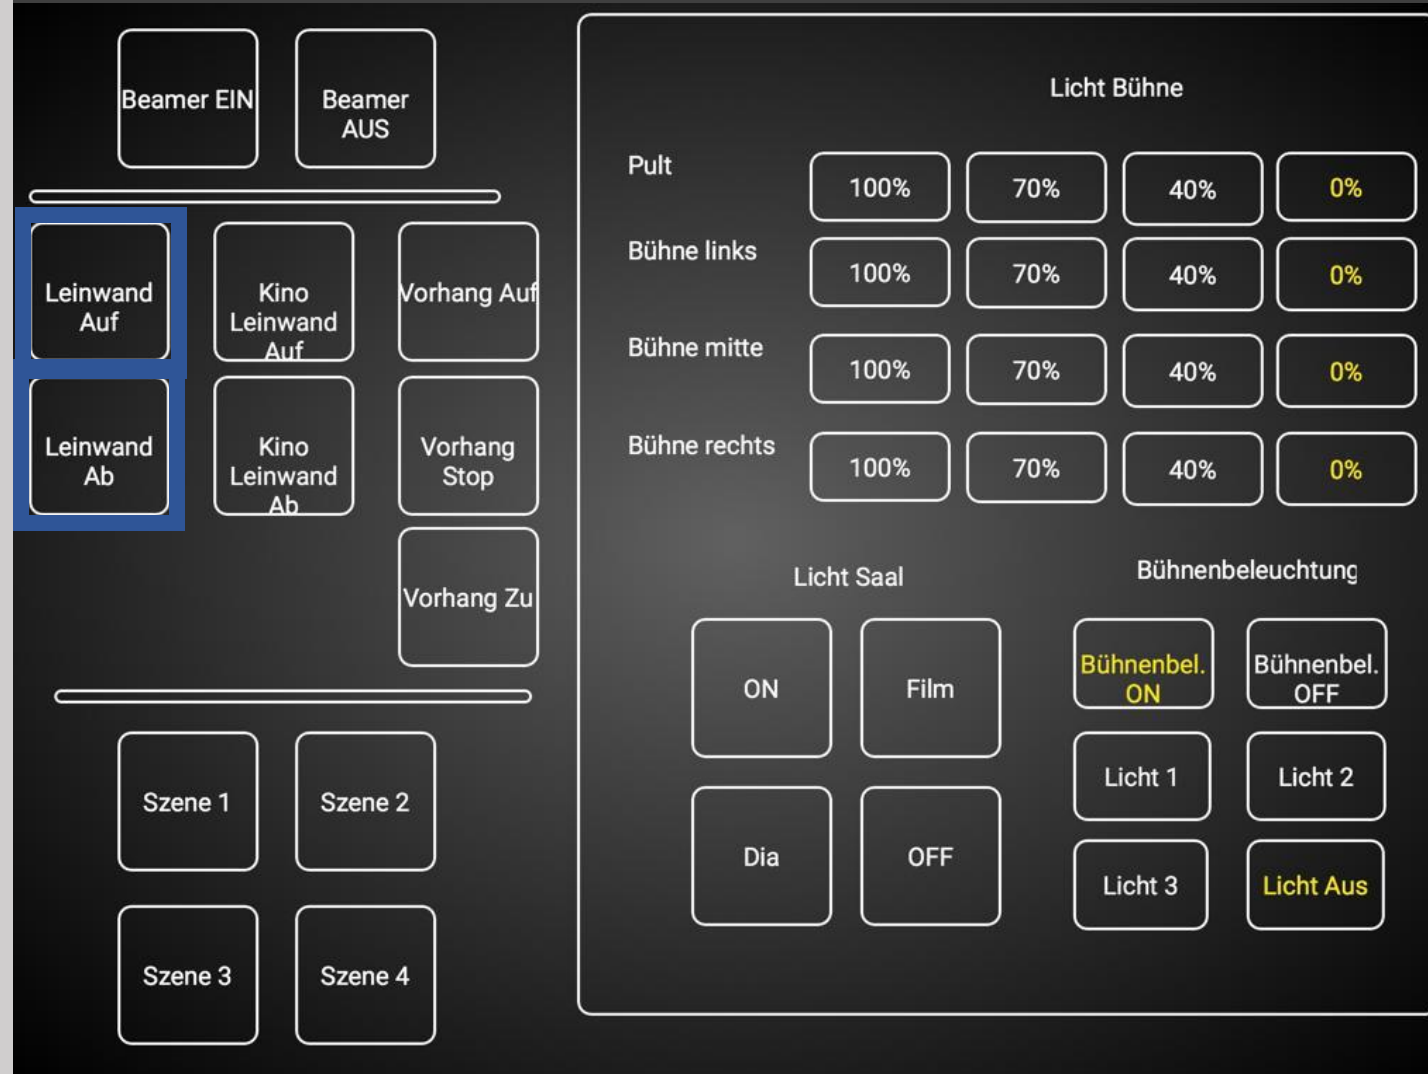 Beamer EIN
Beamer
AUS
Leinwand
Auf
Kino
Leinwand
Auf
Vorhang Auf
Leinwand
Ab
Kino
Leinwand
Ab
Vorhang
Stop
Vorhang Zu
Szene 1
Szene 2
Szene 3
Szene 4
Licht Bühne
Pult
100%
70%
40%
0%
Bühne links
100%
70%
40%
0%
Bühne mitte
100%
70%
40%
0%
Bühne rechts
100%
70%
40%
0%
Licht Saal
ON
Film
Dia
OFF
Bühnenbeleuchtung
Bühnenbel.
ON
Bühnenbel.
OFF
Licht 1
Licht 2
Licht 3
Licht Aus